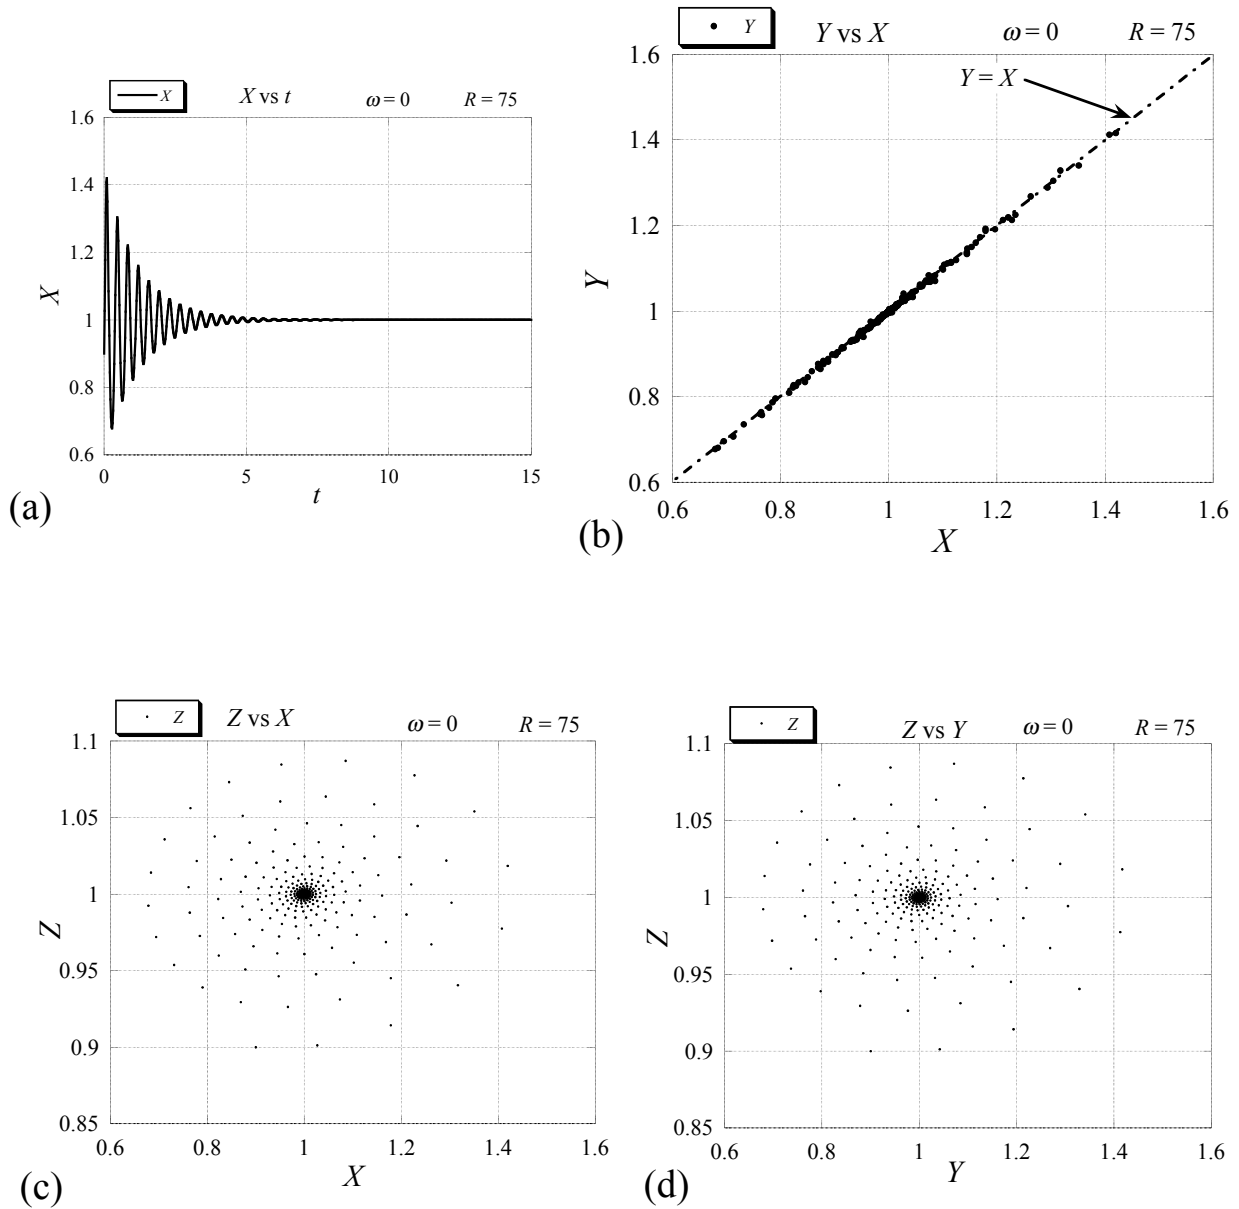 X X vs t ω = 0 R = 75
1.6
1.4
1.2
X
1
0.8
0.6
0 5 10 15
t
(a)
Y Y vs X ω = 0 R = 75
1.6
Y = X
1.4
1.2
Y
1
0.8
0.6
0.6 0.8 1 1.2 1.4 1.6
X
(b)
Z Z vs X ω = 0 R = 75
1.1
1.05
1
Z
0.95
0.9
0.85
0.6 0.8 1 1.2 1.4 1.6
X
(c)
Z Z vs Y ω = 0 R = 75
1.1
1.05
1
Z
0.95
0.9
0.85
0.6 0.8 1 1.2 1.4 1.6
Y
(d)